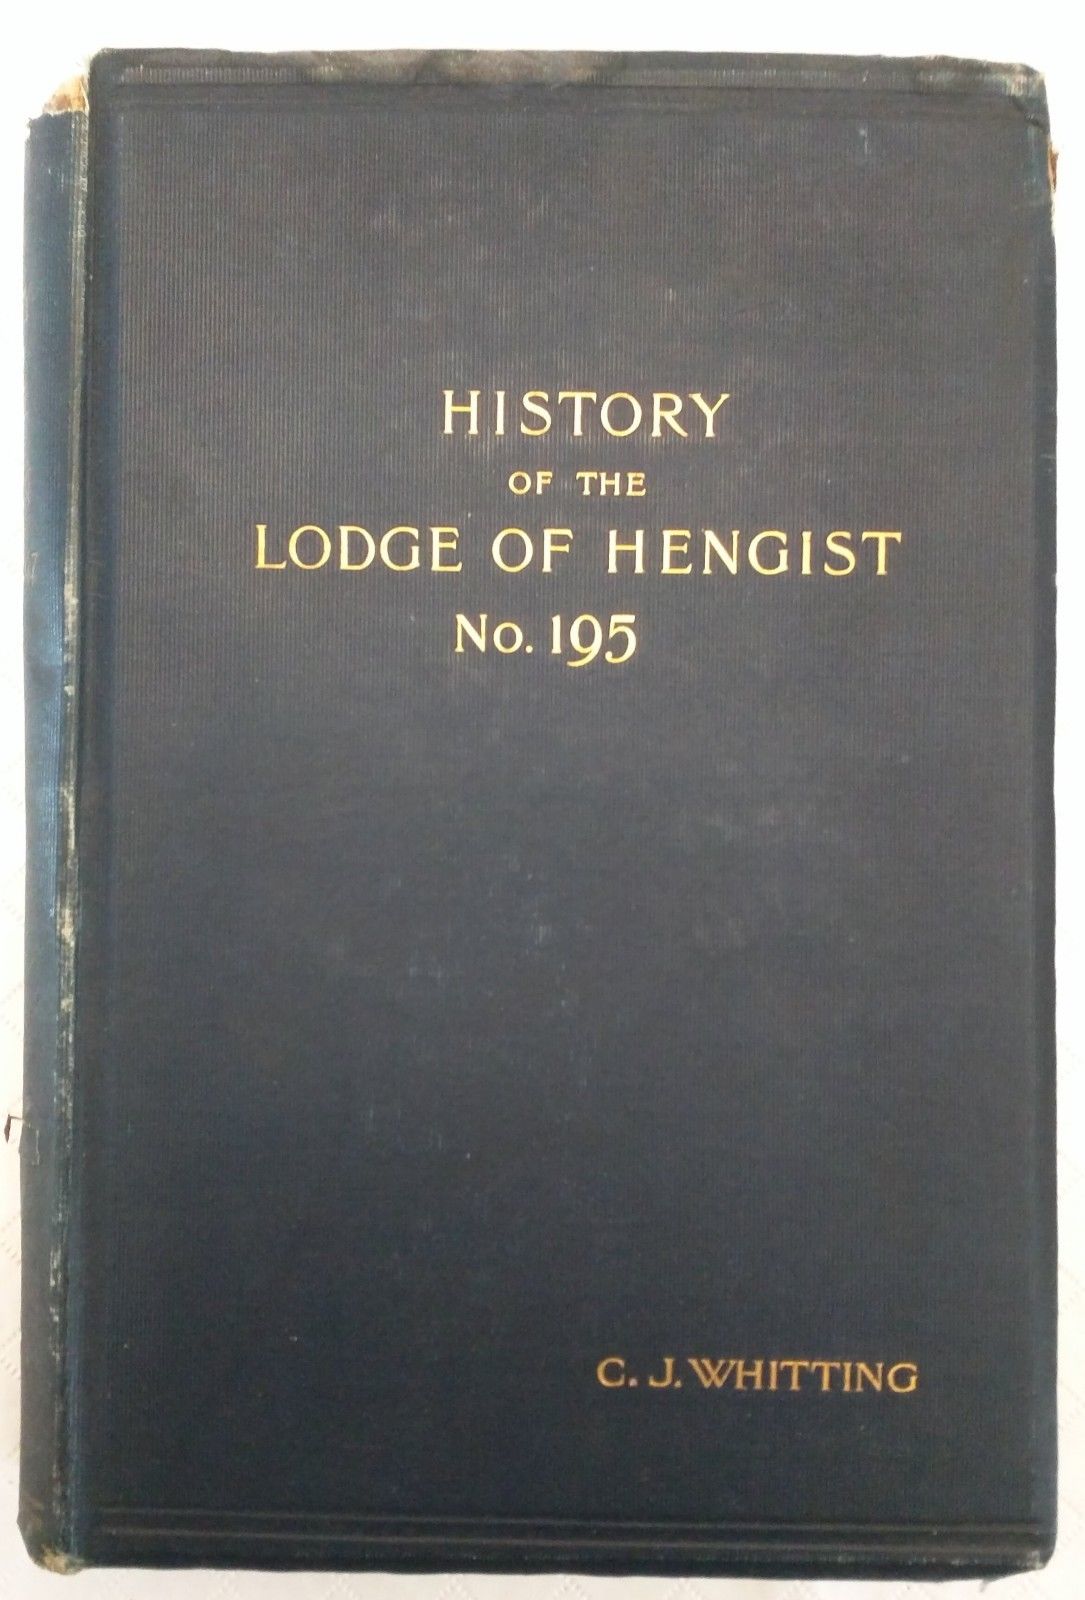 HISTORY
OF THE
LODGE OF HENGIST
No. 195
C. J. WHITTING